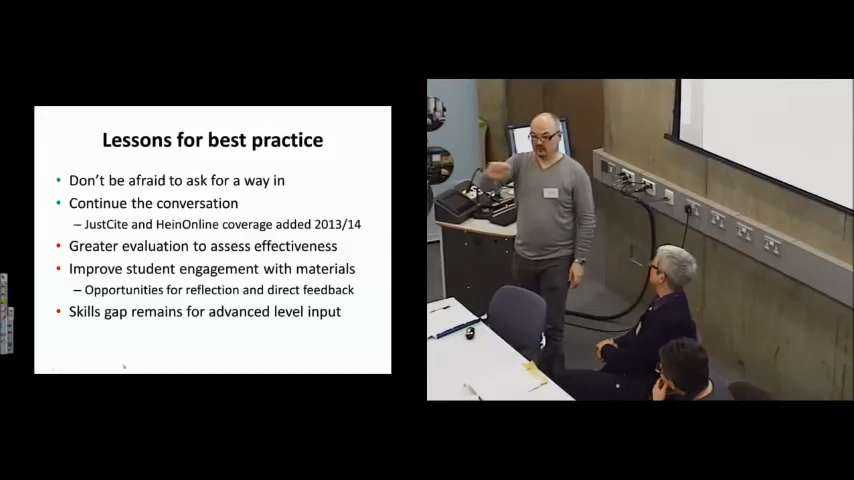 Lessons for best practice
• Don't be afraid to ask for a way in
• Continue the conversation
– JustCite and HeinOnline coverage added 2013/14
• Greater evaluation to assess effectiveness
• Improve student engagement with materials
– Opportunities for reflection and direct feedback
• Skills gap remains for advanced level input